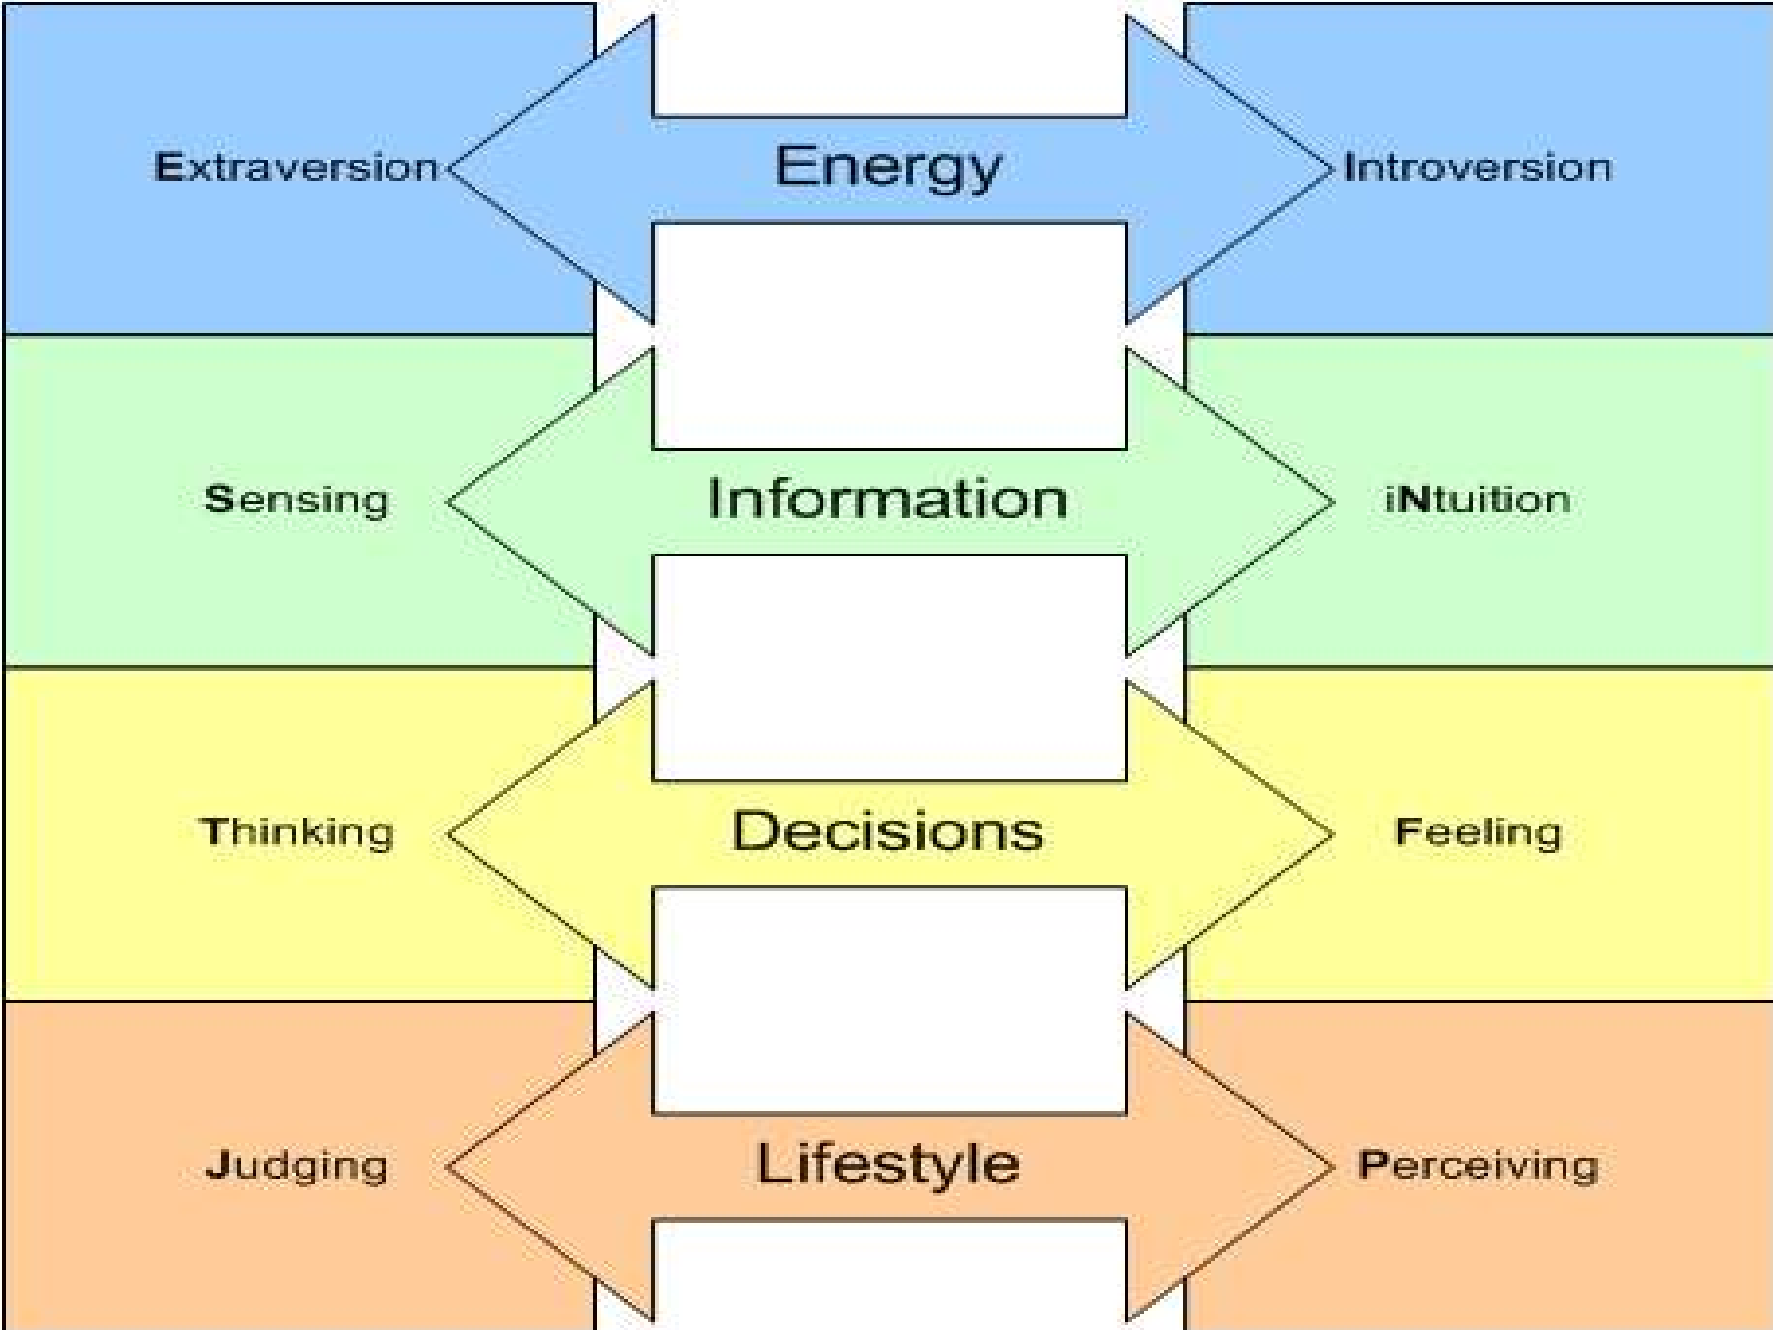 Extraversion Energy Introversion
Sensing Information iNtuition
Thinking Decisions Feeling
Judging Lifestyle Perceiving